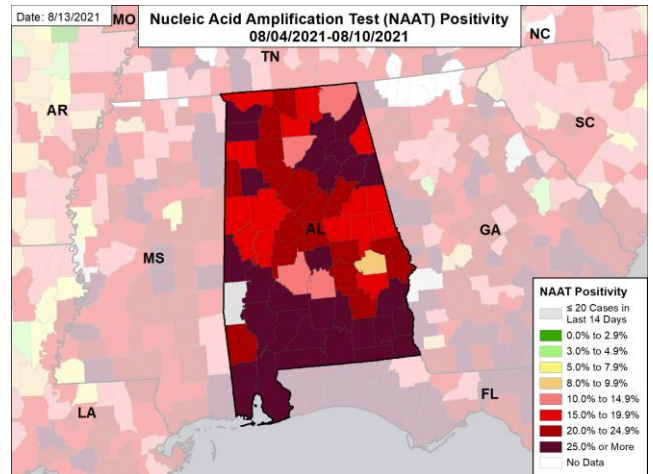 Date: 8/13/2021
Nucleic Acid Amplification Test (NAAT) Positivity
08/04/2021-08/10/2021
MO
NC
TN
AR
SC
AL
MS
GA
LA
FL
NAAT Positivity
≤ 20 Cases in
Last 14 Days
0.0% to 2.9%
3.0% to 4.9%
5.0% to 7.9%
8.0% to 9.9%
10.0% to 14.9%
15.0% to 19.9%
20.0% to 24.9%
25.0% or More
No Data